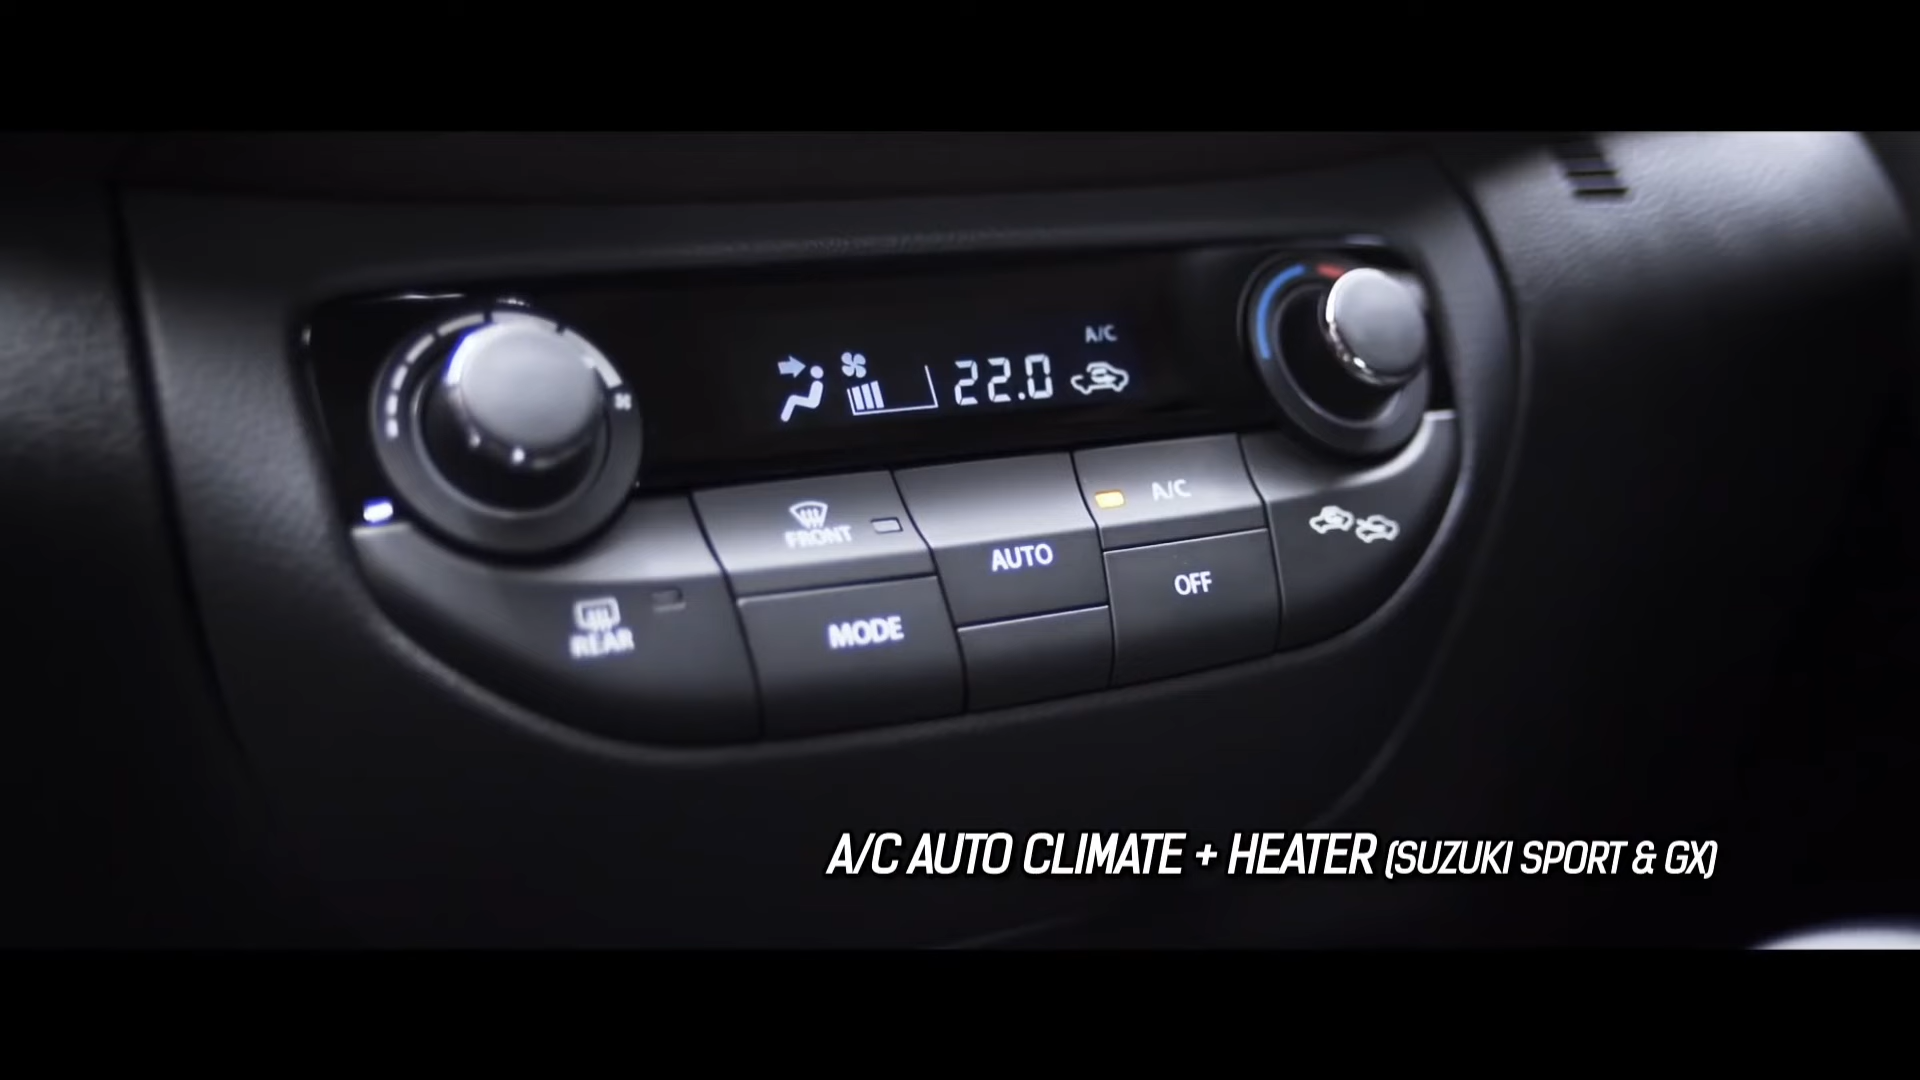 A/C
22.0
A/C
FRONT
AUTO
OFF
REAR
MODE
A/C AUTO CLIMATE + HEATER (SUZUKI SPORT & GX)